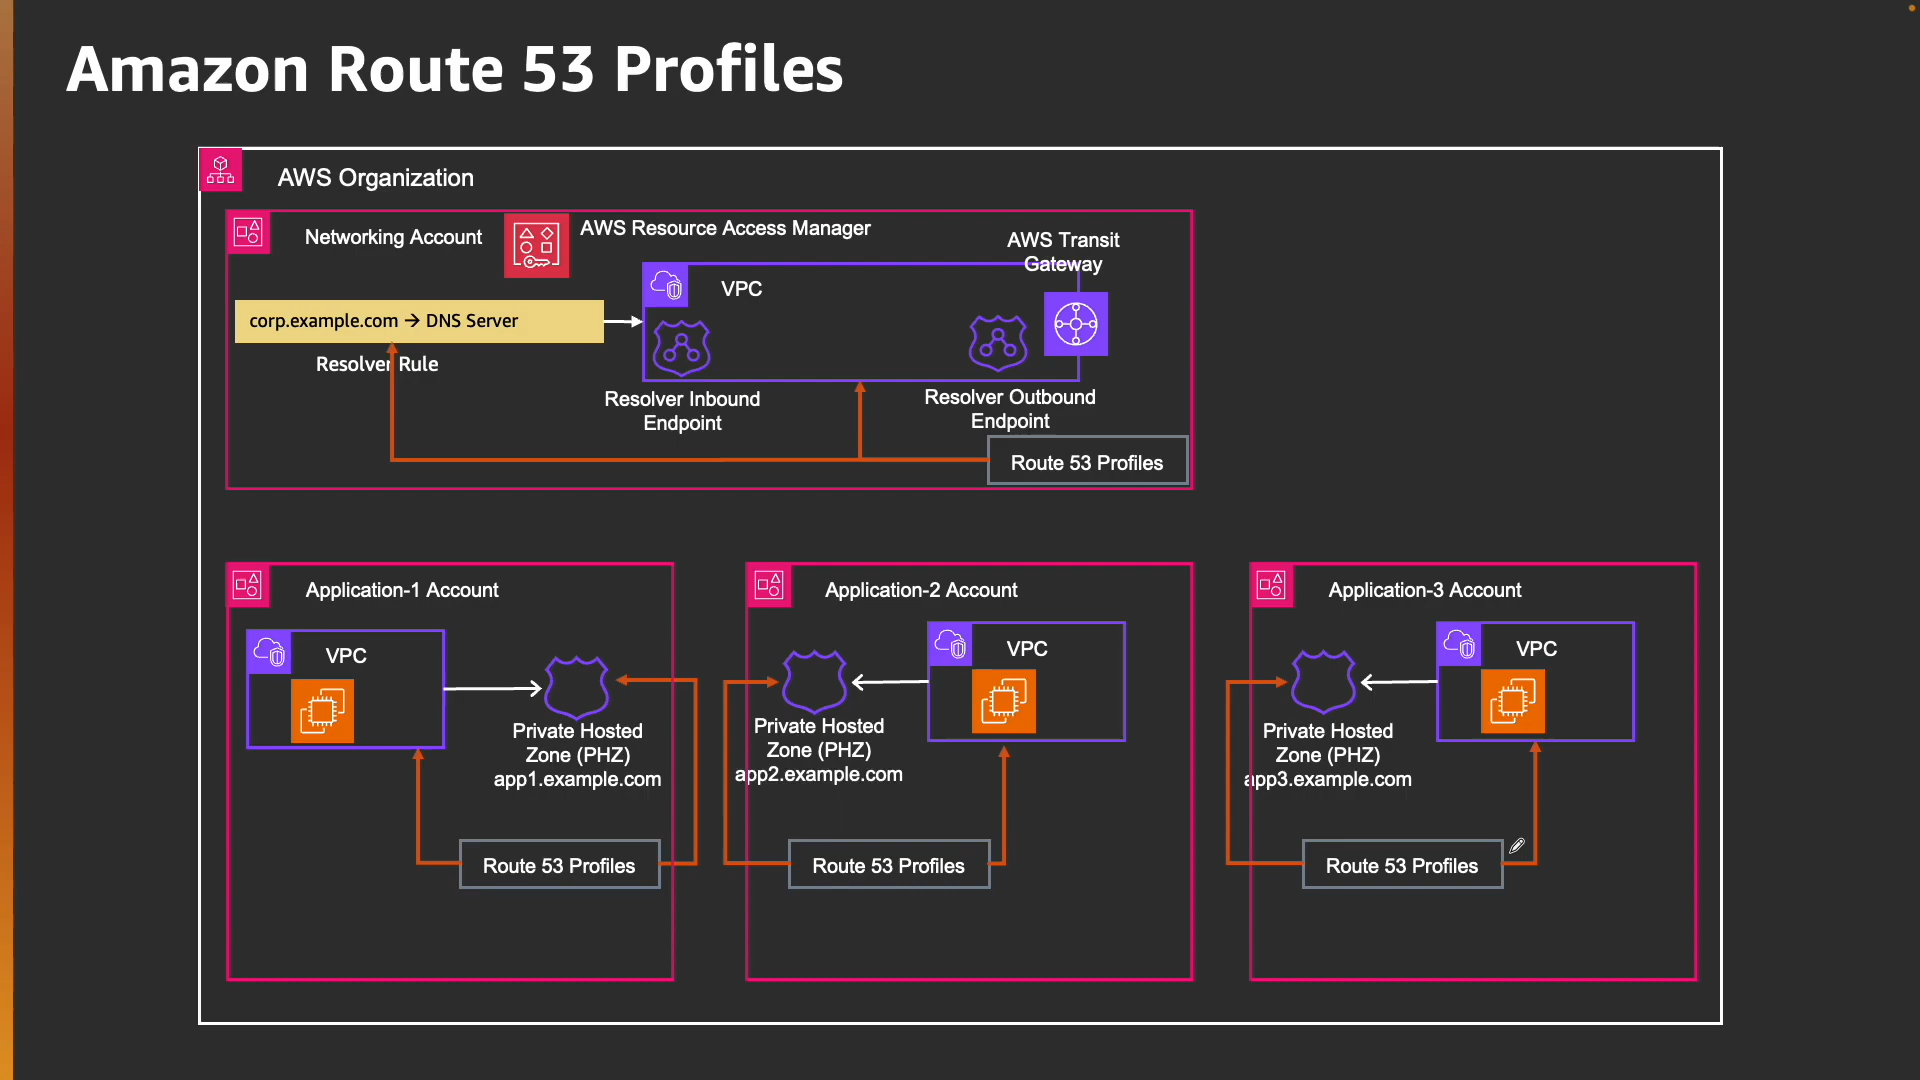 Amazon Route 53 Profiles
AWS Organization
Networking Account
AWS Resource Access Manager
AWS Transit
Gateway
VPC
corp.example.com → DNS Server
Resolver Rule
Resolver Inbound
Endpoint
Resolver Outbound
Endpoint
Route 53 Profiles
Application-1 Account
VPC
Private Hosted
Zone (PHZ)
app1.example.com
Route 53 Profiles
Application-2 Account
VPC
Private Hosted
Zone (PHZ)
app2.example.com
Route 53 Profiles
Application-3 Account
VPC
Private Hosted
Zone (PHZ)
app3.example.com
Route 53 Profiles